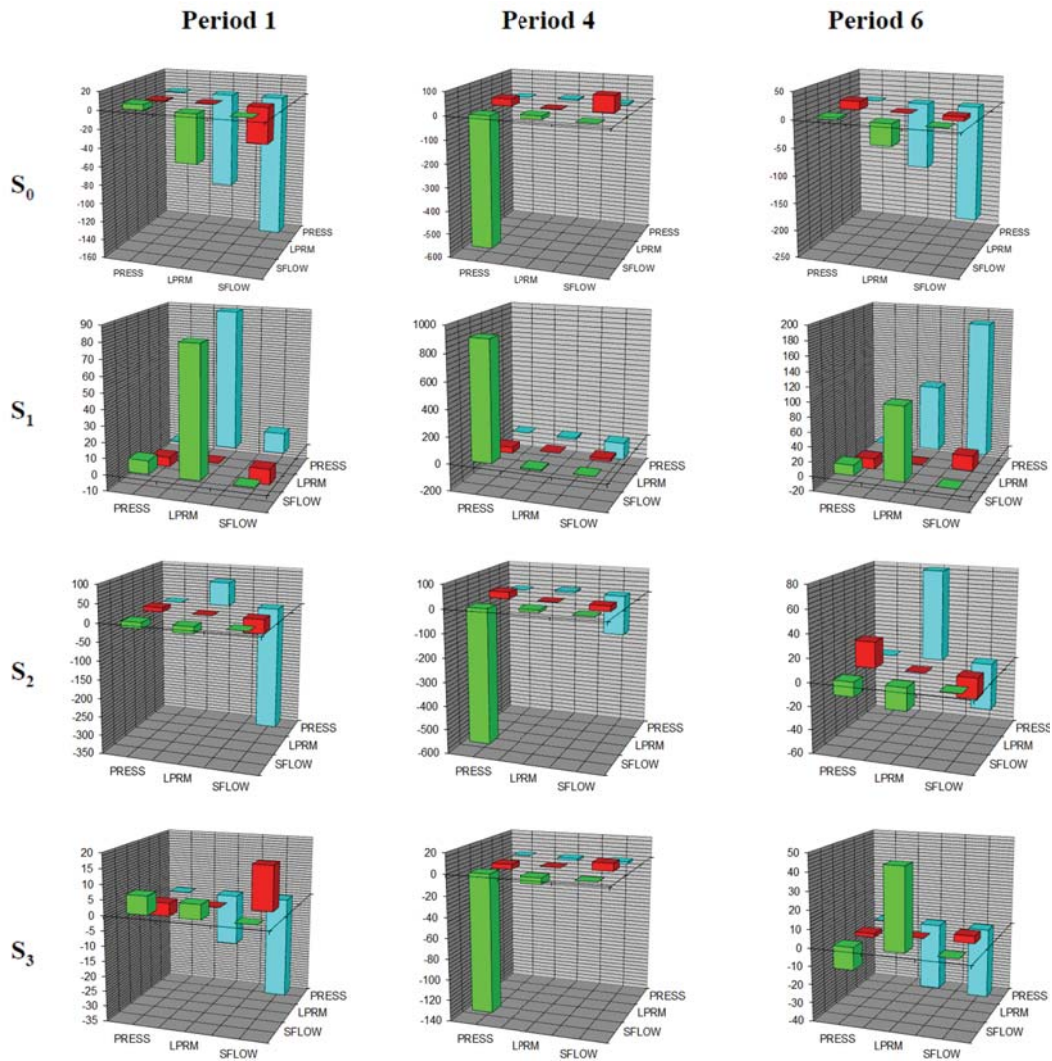 Period 1 Period 4 Period 6
S0
20
0
-20
-40
-60
-80
-100
-120
-140
-160
PRESS
LPRM
SFLOW
PRESS
LPRM
SFLOW
100
0
-100
-200
-300
-400
-500
-600
PRESS
LPRM
SFLOW
PRESS
LPRM
SFLOW
50
0
-50
-100
-150
-200
-250
PRESS
LPRM
SFLOW
PRESS
LPRM
SFLOW
S1
90
80
70
60
50
40
30
20
10
0
-10
PRESS
LPRM
SFLOW
PRESS
LPRM
SFLOW
1000
800
600
400
200
0
-200
PRESS
LPRM
SFLOW
PRESS
LPRM
SFLOW
200
180
160
140
120
100
80
60
40
20
0
-20
PRESS
LPRM
SFLOW
PRESS
LPRM
SFLOW
S2
100
50
0
-50
-100
-150
-200
-250
-300
-350
PRESS
LPRM
SFLOW
PRESS
LPRM
SFLOW
100
0
-100
-200
-300
-400
-500
-600
PRESS
LPRM
SFLOW
PRESS
LPRM
SFLOW
80
60
40
20
0
-20
-40
-60
PRESS
LPRM
SFLOW
PRESS
LPRM
SFLOW
S3
20
15
10
5
0
-5
-10
-15
-20
-25
-30
-35
PRESS
LPRM
SFLOW
PRESS
LPRM
SFLOW
20
0
-20
-40
-60
-80
-100
-120
-140
PRESS
LPRM
SFLOW
PRESS
LPRM
SFLOW
50
40
30
20
10
0
-10
-20
-30
-40
PRESS
LPRM
SFLOW
PRESS
LPRM
SFLOW